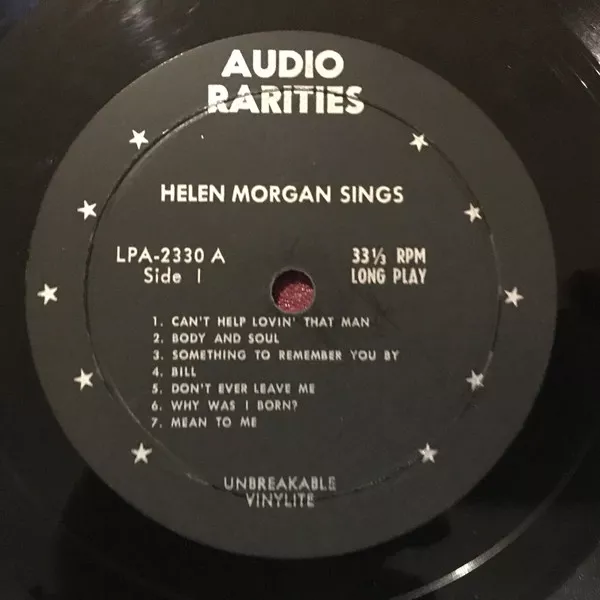 AUDIO
RARITIES
HELEN MORGAN SINGS
LPA-2330 A
Side 1
33⅓ RPM
LONG PLAY
1. CAN'T HELP LOVIN' THAT MAN
2. BODY AND SOUL
3. SOMETHING TO REMEMBER YOU BY
4. BILL
5. DON'T EVER LEAVE ME
6. WHY WAS I BORN?
7. MEAN TO ME
UNBREAKABLE
VINYLITE